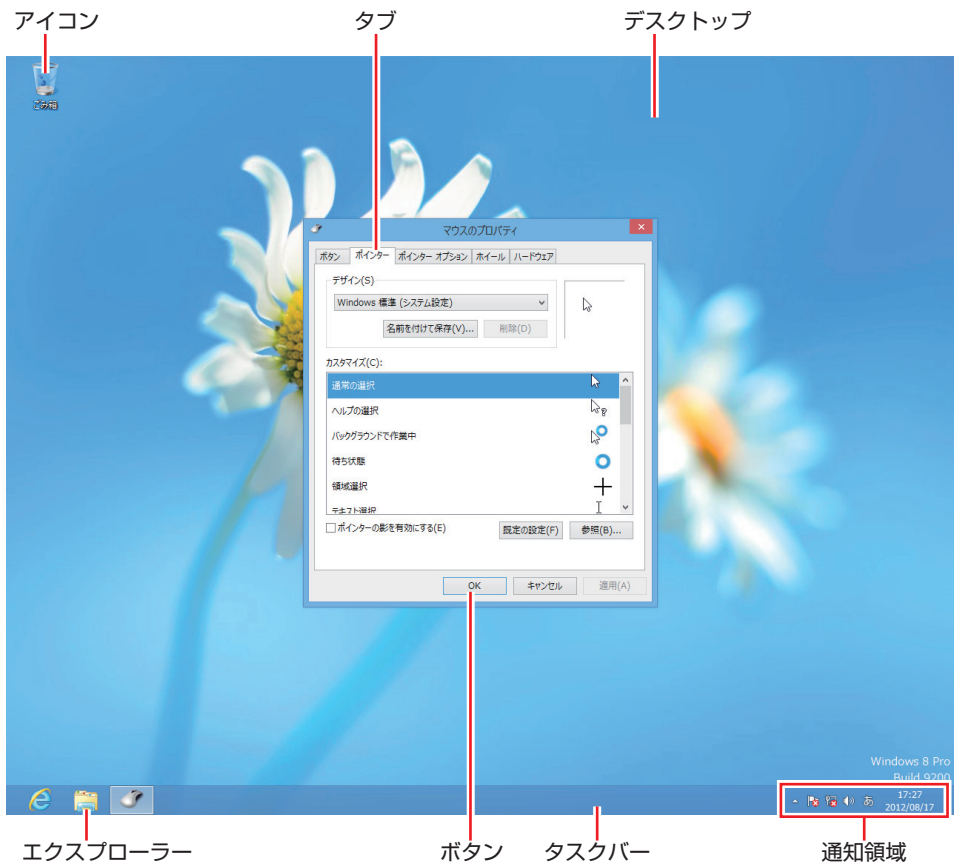 アイコン
タブ
デスクトップ
ごみ箱
マウスのプロパティ
ボタン
ポインター
ポインター オプション
ホイール
ハードウェア
デザイン(S)
Windows 標準 (システム設定)
名前を付けて保存(V)...
削除(D)
カスタマイズ(C):
通常の選択
ヘルプの選択
バックグラウンドで作業中
待ち状態
領域選択
テキスト選択
ポインターの影を有効にする(E)
既定の設定(F)
参照(B)...
OK
キャンセル
適用(A)
Windows 8 Pro
Build 9200
あ
17:27
2012/08/17
エクスプローラー
ボタン
タスクバー
通知領域